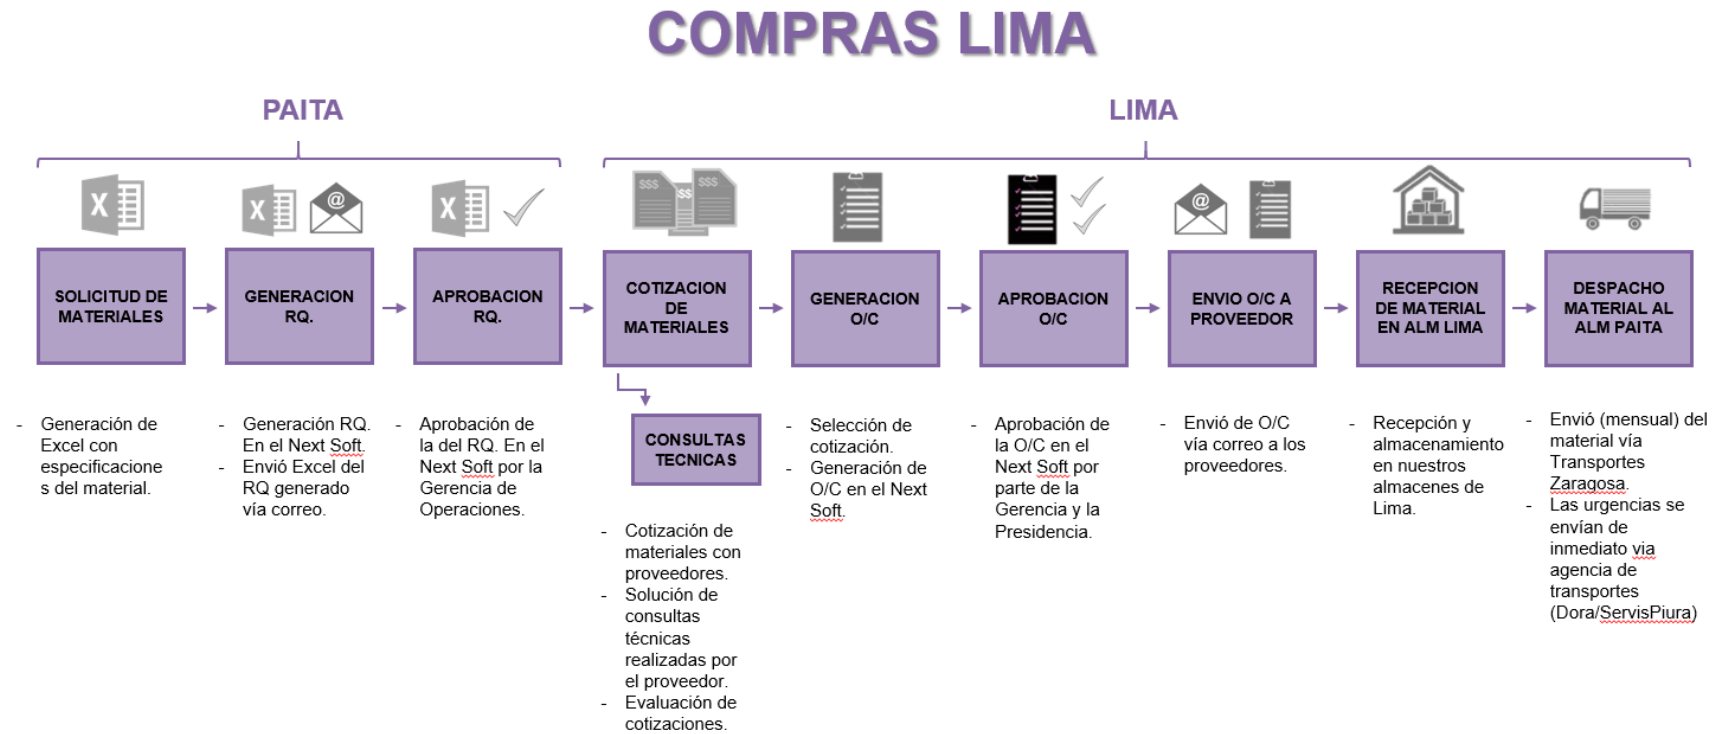 COMPRAS LIMA
PAITA
LIMA
X
X
@
X
$$$
$$
$$$
@
SOLICITUD DE
MATERIALES
GENERACION
RQ.
APROBACION
RQ.
COTIZACION
DE
MATERIALES
GENERACION
O/C
APROBACION
O/C
ENVIO O/C A
PROVEEDOR
RECEPCION
DE MATERIAL
EN ALM LIMA
DESPACHO
MATERIAL AL
ALM PAITA
- Generación de
Excel con
especificacione
s del material.
- Generación RQ.
En el Next Soft.
- Envió Excel del
RQ generado
vía correo.
- Aprobación de
la del RQ. En el
Next Soft por la
Gerencia de
Operaciones.
CONSULTAS
TECNICAS
- Cotización de
materiales con
proveedores.
- Solución de
consultas
técnicas
realizadas por
el proveedor.
- Evaluación de
cotizaciones.
- Selección de
cotización.
- Generación de
O/C en el Next
Soft.
- Aprobación de
la O/C en el
Next Soft por
parte de la
Gerencia y la
Presidencia.
- Envió de O/C
vía correo a los
proveedores.
- Recepción y
almacenamiento
en nuestros
almacenes de
Lima.
- Envió (mensual) del
material vía
Transportes
Zaragosa.
- Las urgencias se
envían de
inmediato via
agencia de
transportes
(Dora/ServisPiura)